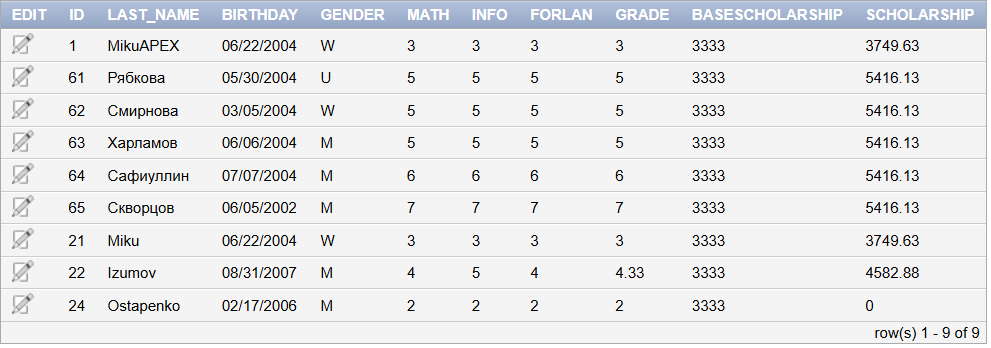 EDIT ID LAST_NAME BIRTHDAY GENDER MATH INFO FORLAN GRADE BASESCHOLARSHIP SCHOLARSHIP
1 MikuAPEX 06/22/2004 W 3 3 3 3 3333 3749.63
61 Рябкова 05/30/2004 U 5 5 5 5 3333 5416.13
62 Смирнова 03/05/2004 W 5 5 5 5 3333 5416.13
63 Харламов 06/06/2004 M 5 5 5 5 3333 5416.13
64 Сафиуллин 07/07/2004 M 6 6 6 6 3333 5416.13
65 Скворцов 06/05/2002 M 7 7 7 7 3333 5416.13
21 Miku 06/22/2004 W 3 3 3 3 3333 3749.63
22 Izumov 08/31/2007 M 4 5 4 4.33 3333 4582.88
24 Ostapenko 02/17/2006 M 2 2 2 2 3333 0
row(s) 1 - 9 of 9